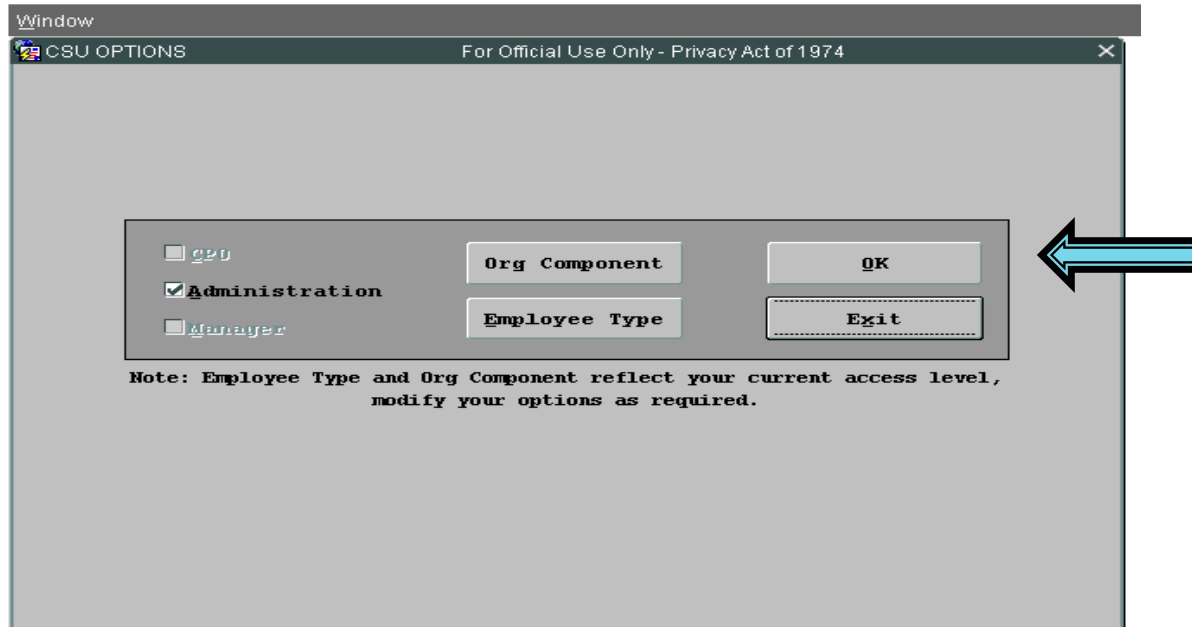 Window
CSU OPTIONS For Official Use Only - Privacy Act of 1974
CPO
Org Component
OK
Administration
Employee Type
Exit
Manager
Note: Employee Type and Org Component reflect your current access level,
modify your options as required.